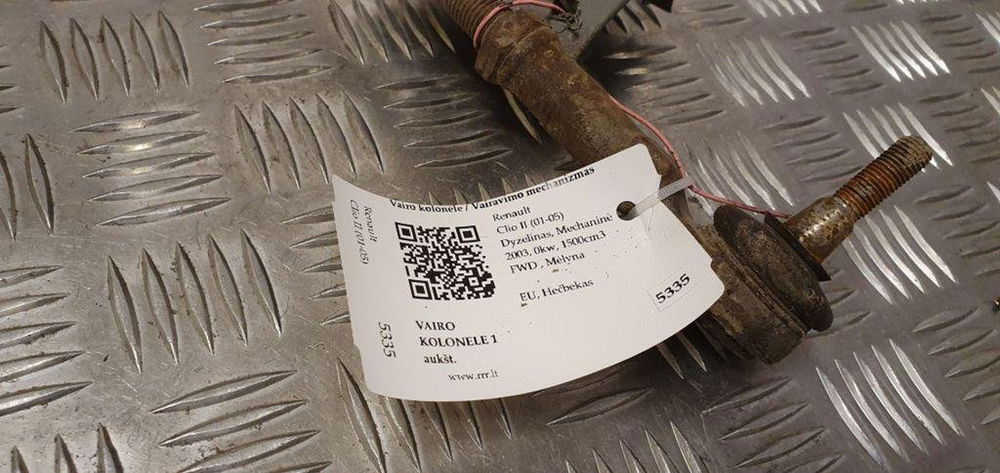 Vairo kolonėlė / Vairavimo mechanizmas
Renault
Clio II (01-05)
Dyzelinas, Mechaninė
2003, 0kw, 1500cm3
FWD , Mėlyna
EU, Hečbekas
5335
VAIRO
KOLONELE 1
aukšt.
www.rrr.lt
Renault
Clio II (01-05)
5335